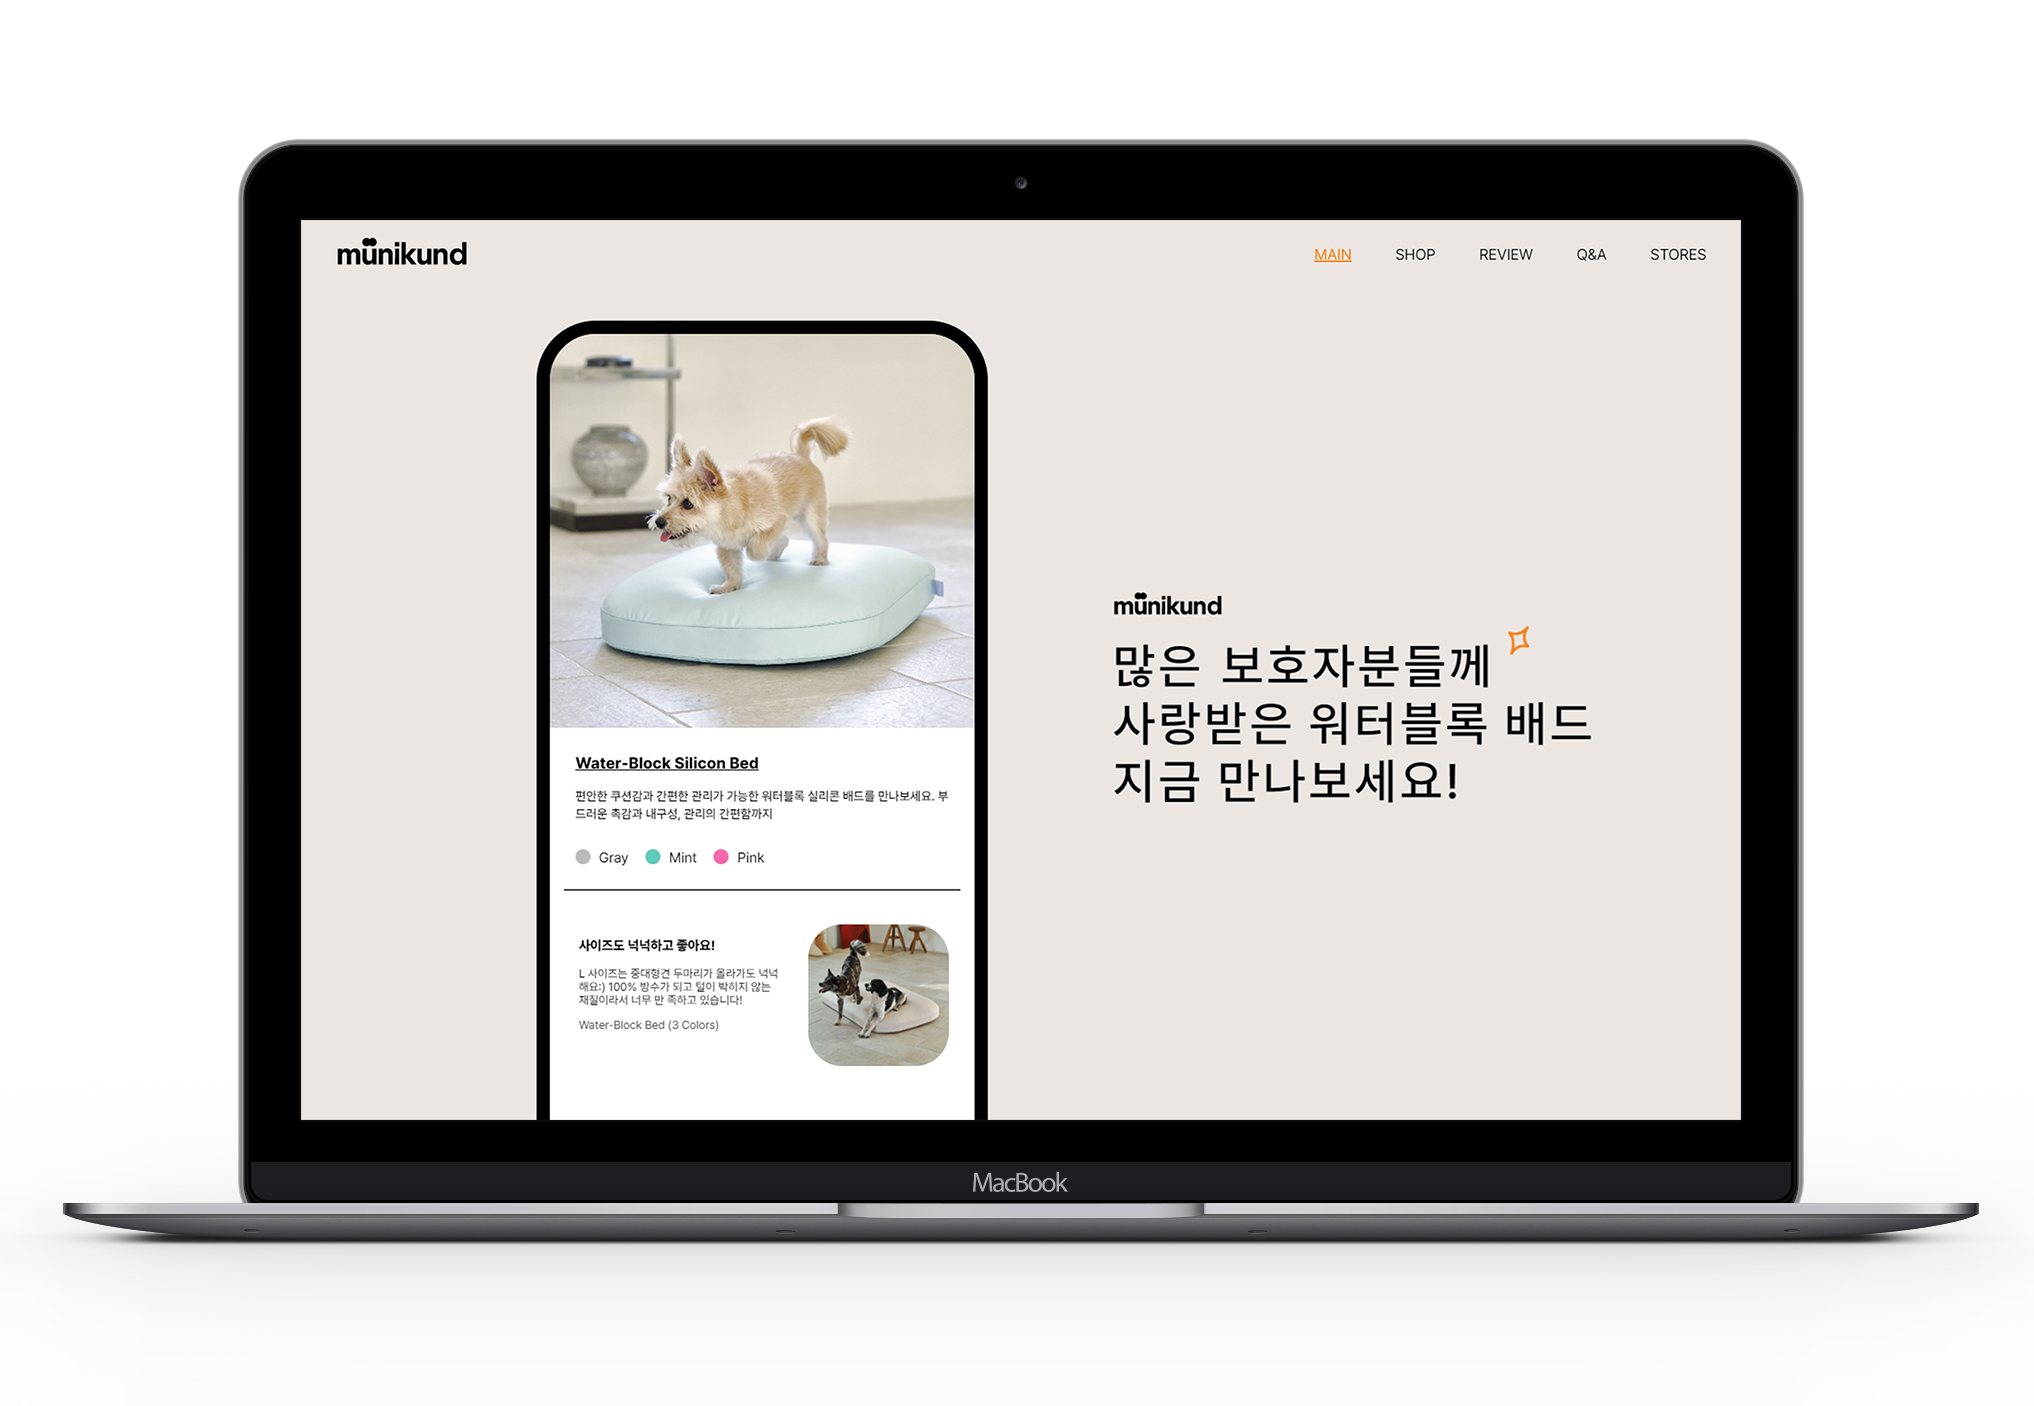 münikund
MAIN SHOP REVIEW Q&A STORES
Water-Block Silicon Bed
편안한 쿠션감과 간편한 관리가 가능한 워터블록 실리콘 배드를 만나보세요. 부
드러운 촉감과 내구성, 관리의 간편함까지
Gray Mint Pink
사이즈도 넉넉하고 좋아요!
L 사이즈는 중대형견 두마리가 올라가도 넉넉
해요:) 100% 방수가 되고 털이 박히지 않는
재질이라서 너무 만 족하고 있습니다!
Water-Block Bed (3 Colors)
münikund
많은 보호자분들께
사랑받은 워터블록 배드
지금 만나보세요!
MacBook